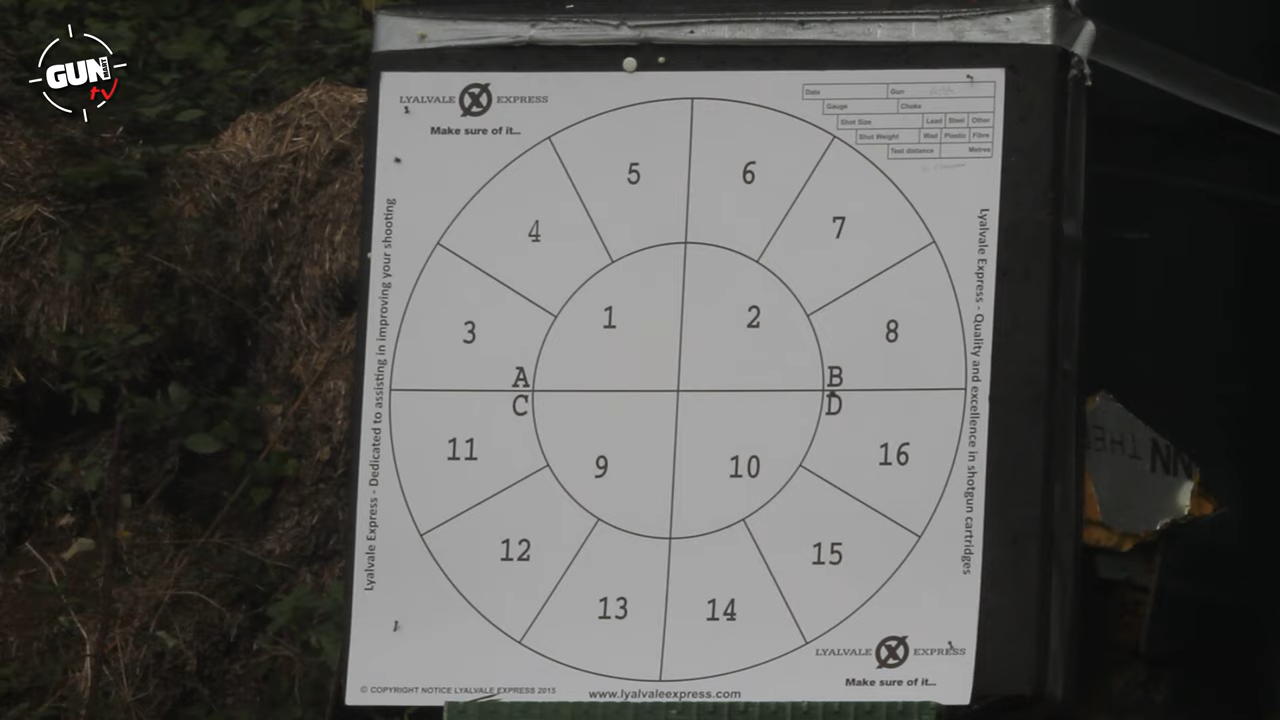 GUN
TIME
tv
LYALVALE X EXPRESS
Make sure of it...
Date Gun
Gauge Choke
Shot Size Lead Steel Other
Shot Weight Wad Plastic Fibre
Test distance Metres
5 6
4 7
3 1 2 8
A B
C D
11 9 10 16
12 15
13 14
Lyalvale Express - Dedicated to assisting in improving your shooting
Lyalvale Express - Quality and excellence in shotgun cartridges
LYALVALE X EXPRESS
Make sure of it...
© COPYRIGHT NOTICE LYALVALE EXPRESS 2015
www.lyalvaleexpress.com